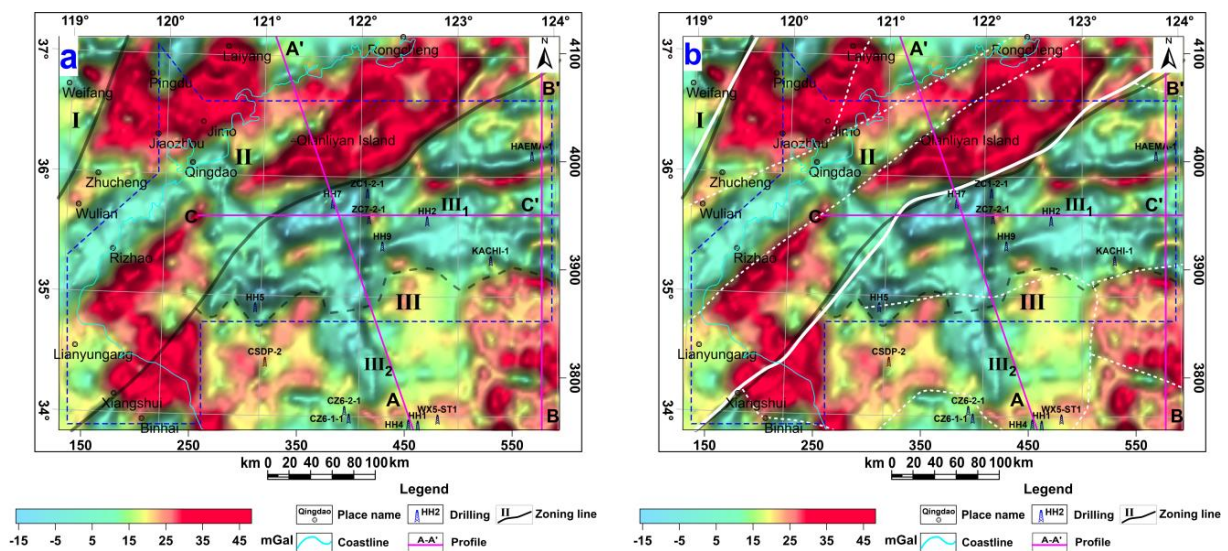 119° 120° 121° 122° 123° 124°
a
N
37°
36°
35°
34°
4100
4000
3900
3800
A'
Rongcheng
Laiyang
Pingdu
Weifang
B'
I
Jimo
Qianliyan Island
Jiaozhou
HAEMA-1
II
Qingdao
Zhucheng
ZC1-2-1
HH7
Wulian
III1
C
ZC7-2-1
HH2
C'
HH9
Rizhao
KACHI-1
HH5
III
Lianyungang
CSDP-2
III2
Xiangshui
CZ6-2-1
A
CZ6-1-1
HH1
WX5-ST1
HH4
B
Binhai
150 250 350 450 550
km 0 20 40 60 80 100 km
Legend
-15 -5 5 15 25 35 45 mGal
Qingdao Place name
HH2 Drilling
II Zoning line
Coastline
A-A' Profile
119° 120° 121° 122° 123° 124°
b
N
37°
36°
35°
34°
4100
4000
3900
3800
A'
Rongcheng
Laiyang
Pingdu
Weifang
B'
I
Jimo
Qianliyan Island
Jiaozhou
HAEMA-1
II
Qingdao
Zhucheng
ZC1-2-1
HH7
Wulian
III1
C
ZC7-2-1
HH2
C'
HH9
Rizhao
KACHI-1
HH5
III
Lianyungang
CSDP-2
III2
Xiangshui
CZ6-2-1
A
CZ6-1-1
HH1
WX5-ST1
HH4
B
Binhai
150 250 350 450 550
km 0 20 40 60 80 100 km
Legend
-15 -5 5 15 25 35 45 mGal
Qingdao Place name
HH2 Drilling
II Zoning line
Coastline
A-A' Profile